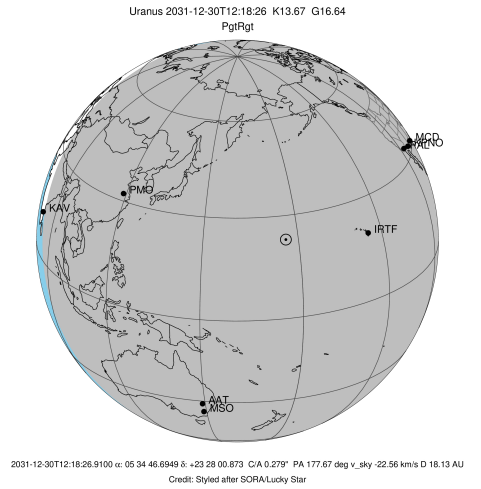 Uranus 2031-12-30T12:18:26 K13.67 G16.64
PgtRgt
MCD
PMO
KAV
IRTF
AAT
MSO
2031-12-30T12:18:26.9100 α: 05 34 46.6949 δ: +23 28 00.873 C/A 0.279" PA 177.67 deg v_sky -22.56 km/s D 18.13 AU
Credit: Styled after SORA/Lucky Star